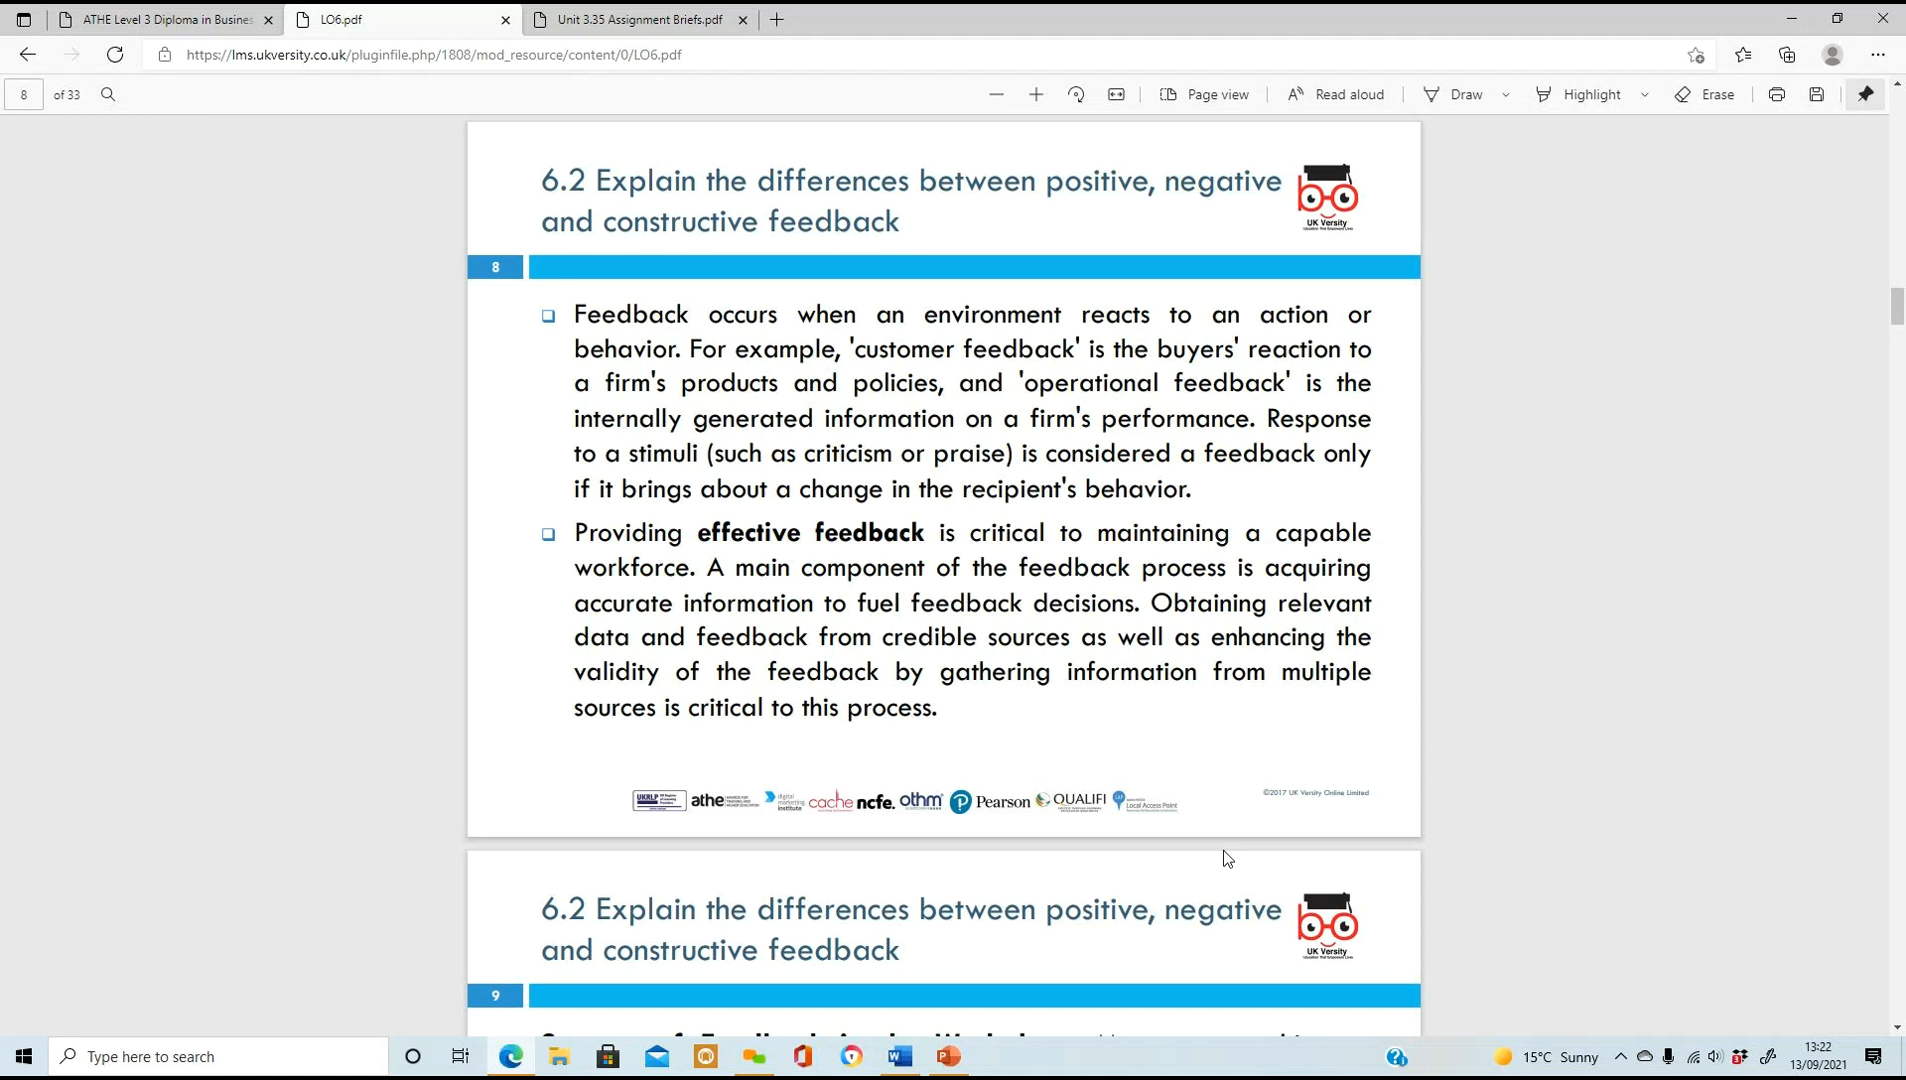 ATHE Level 3 Diploma in Busines
LO6.pdf
Unit 3.35 Assignment Briefs.pdf
https://lms.ukversity.co.uk/pluginfile.php/1808/mod_resource/content/0/LO6.pdf
8 of 33
Page view
Read aloud
Draw
Highlight
Erase
6.2 Explain the differences between positive, negative
and constructive feedback
UK Versity
8
Feedback occurs when an environment reacts to an action or
behavior. For example, 'customer feedback' is the buyers' reaction to
a firm's products and policies, and 'operational feedback' is the
internally generated information on a firm's performance. Response
to a stimuli (such as criticism or praise) is considered a feedback only
if it brings about a change in the recipient's behavior.
Providing effective feedback is critical to maintaining a capable
workforce. A main component of the feedback process is acquiring
accurate information to fuel feedback decisions. Obtaining relevant
data and feedback from credible sources as well as enhancing the
validity of the feedback by gathering information from multiple
sources is critical to this process.
UKRLP athe digital marketing institute cache ncfe. othm Pearson QUALIFI Local Access Point
©2017 UK Versity Online Limited
6.2 Explain the differences between positive, negative
and constructive feedback
UK Versity
9
Type here to search
15°C Sunny
13:22
13/09/2021